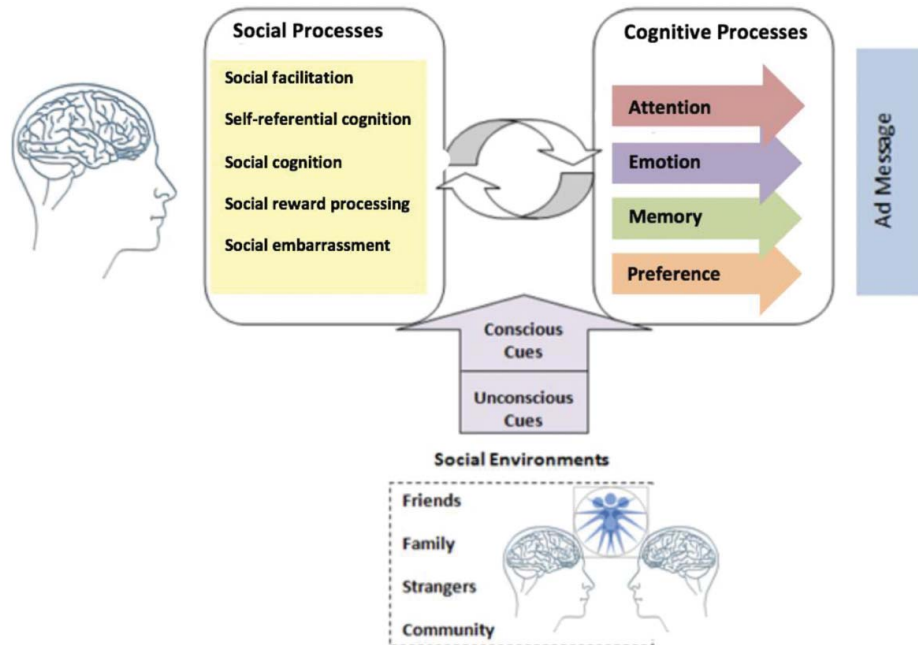 Social Processes
Social facilitation
Self-referential cognition
Social cognition
Social reward processing
Social embarrassment
Cognitive Processes
Attention
Emotion
Memory
Preference
Ad Message
Conscious
Cues
Unconscious
Cues
Social Environments
Friends
Family
Strangers
Community